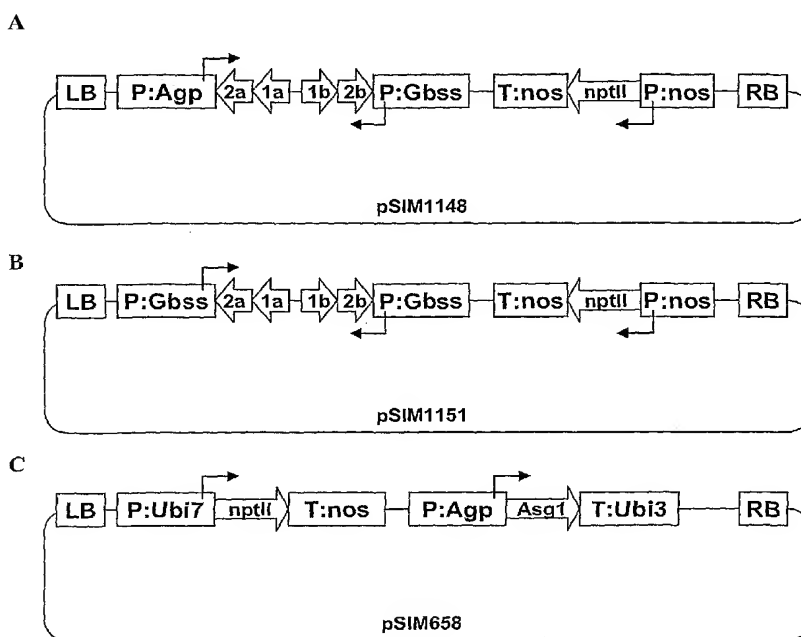 A
LB P:Agp 2a 1a 1b 2b P:Gbss T:nos nptII P:nos RB
pSIM1148
B
LB P:Gbss 2a 1a 1b 2b P:Gbss T:nos nptII P:nos RB
pSIM1151
C
LB P:Ubi7 nptII T:nos P:Agp Asg1 T:Ubi3 RB
pSIM658